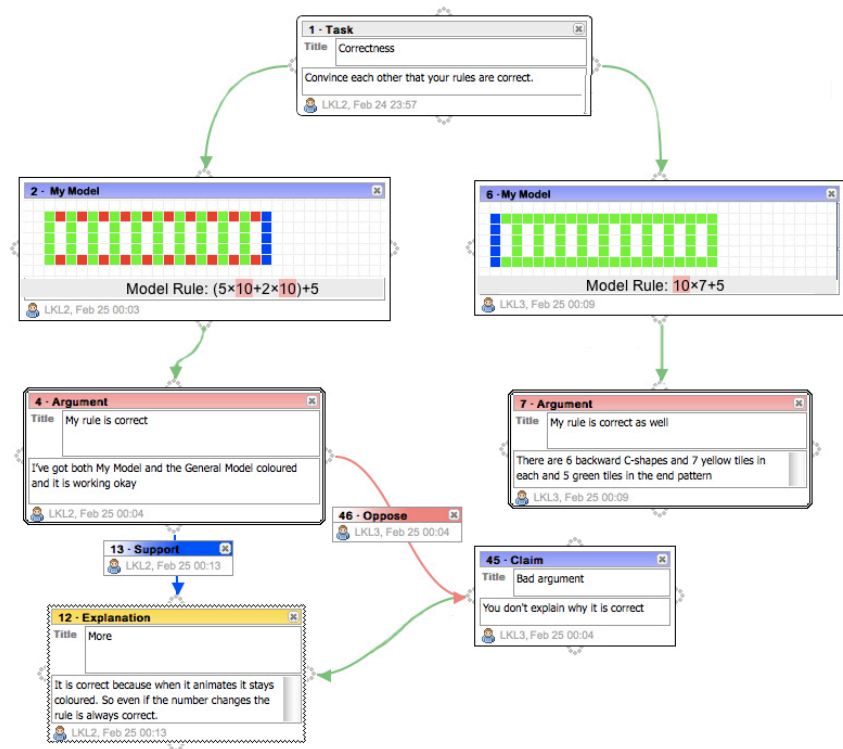 1 - Task
Title Correctness
Convince each other that your rules are correct.
LKL2, Feb 24 23:57
2 - My Model
Model Rule: (5×10+2×10)+5
LKL2, Feb 25 00:03
6 -My Model
Model Rule: 10×7+5
LKL3, Feb 25 00:09
4 - Argument
Title My rule is correct
I've got both My Model and the General Model coloured
and it is working okay
LKL2, Feb 25 00:04
7 - Argument
Title My rule is correct as well
There are 6 backward C-shapes and 7 yellow tiles in
each and 5 green tiles in the end pattern
LKL3, Feb 25 00:09
46 - Oppose
LKL3, Feb 25 00:04
13 - Support
LKL2, Feb 25 00:13
45 - Claim
Title Bad argument
You don't explain why it is correct
LKL3, Feb 25 00:04
12 - Explanation
Title More
It is correct because when it animates it stays
coloured. So even if the number changes the
rule is always correct.
LKL2, Feb 25 00:13